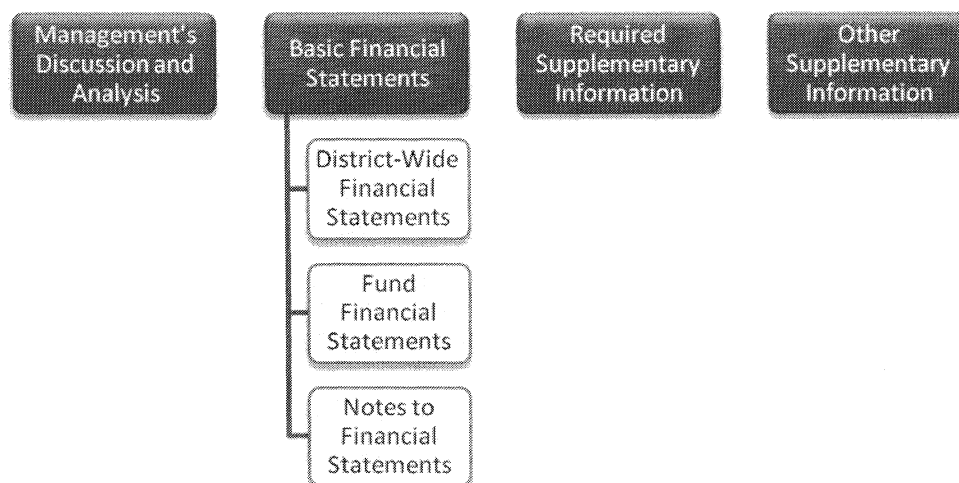 Management's
Discussion and
Analysis
Basic Financial
Statements
Required
Supplementary
Information
Other
Supplementary
Information
District-Wide
Financial
Statements
Fund
Financial
Statements
Notes to
Financial
Statements